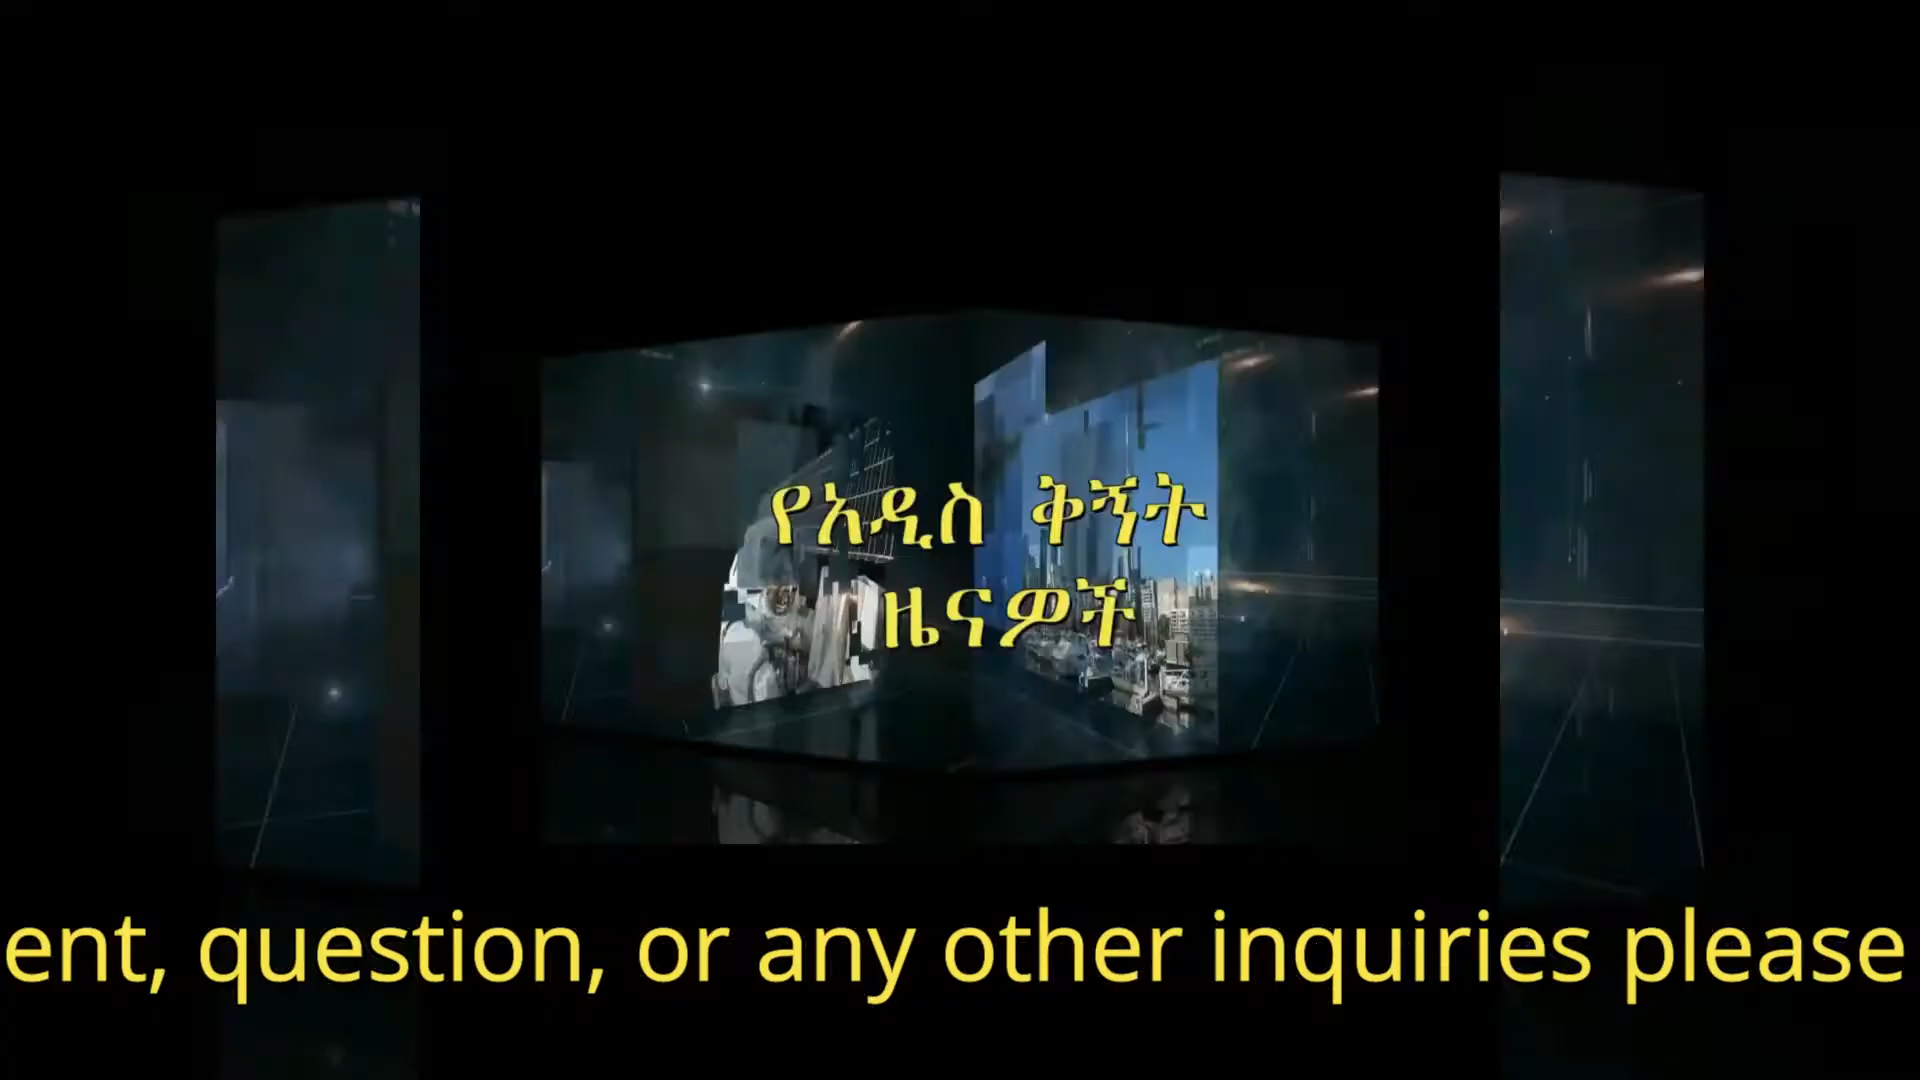 የአዲስ ቅኝት
ዜናዎች
ent, question, or any other inquiries please